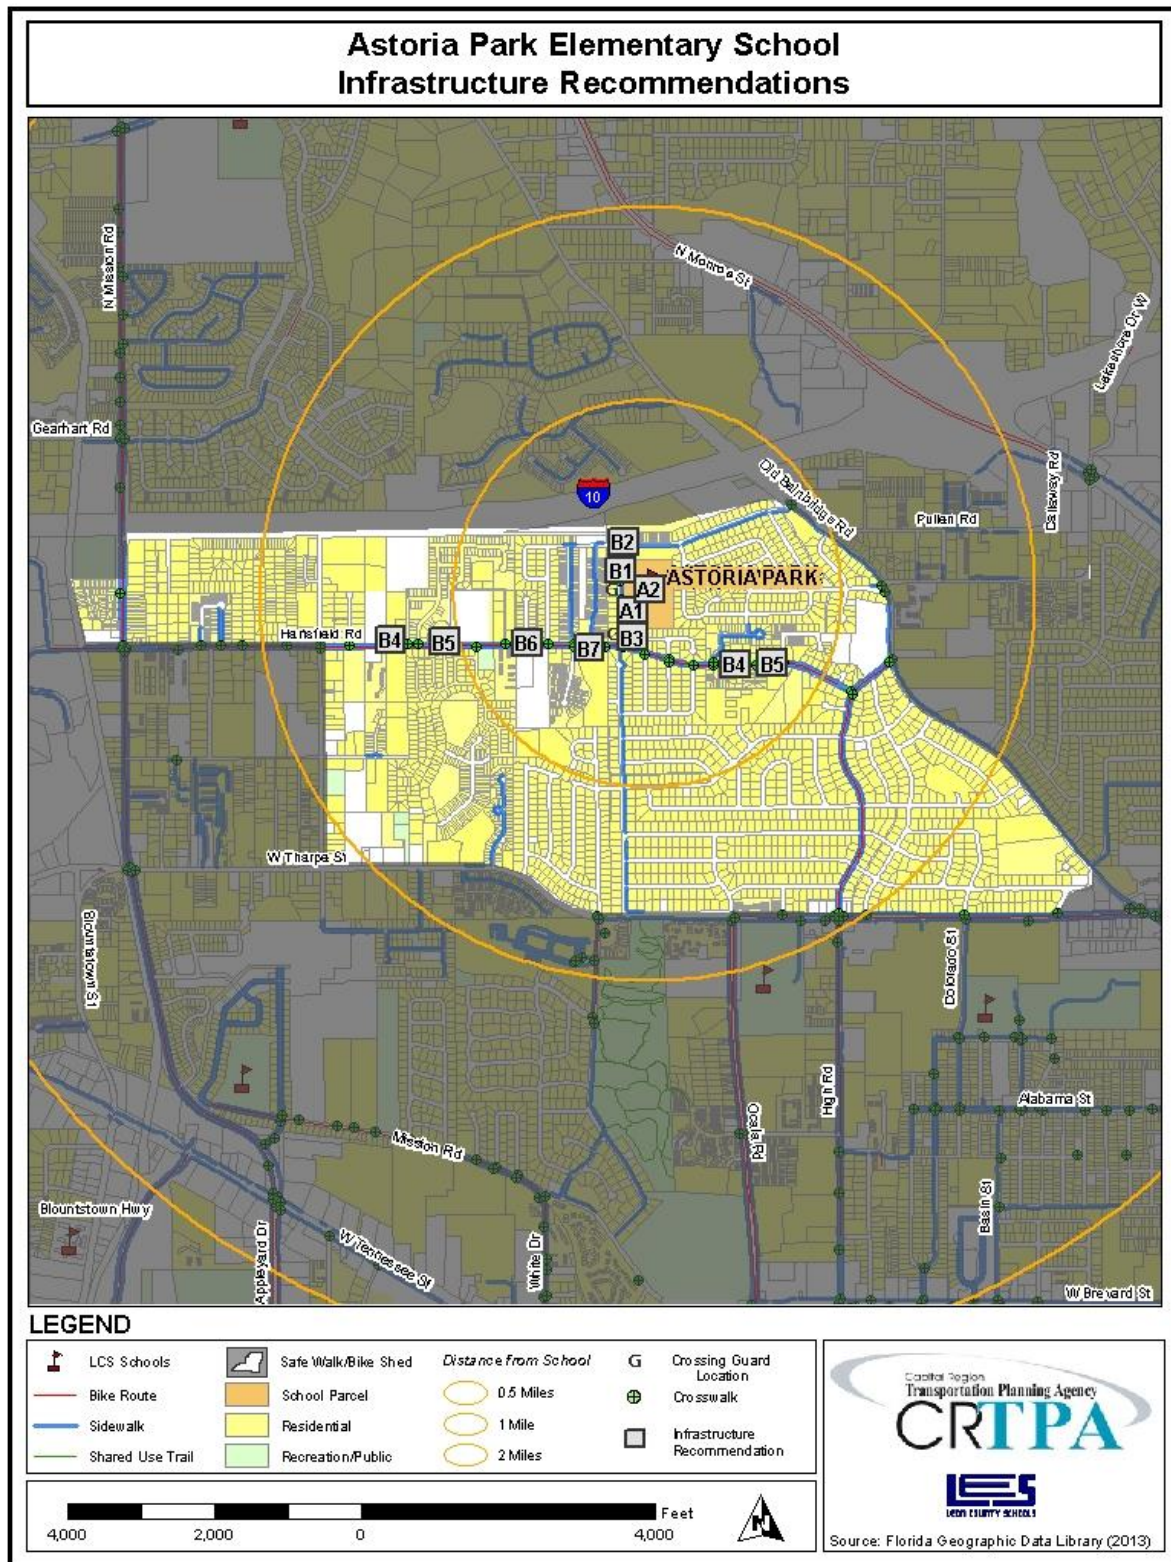 Astoria Park Elementary School
Infrastructure Recommendations
N Mission Rd
N Monroe St
Lakeshore Dr W
Gearhart Rd
Callaway Rd
Old Bainbridge Rd
10
Pullen Rd
B2
B1
ASTORIA PARK
G
A2
A1
Hartsfield Rd
B4
B5
B6
B7
G
B3
B4
B5
W Tharpe St
Blountstown St
Colorado St
High Rd
Ocala Rd
Alabama St
Mission Rd
Basin St
Blountstown Hwy
Appleyard Dr
W Tennessee St
White Dr
W Brevard St
LEGEND
LCS Schools
Bike Route
Sidewalk
Shared Use Trail
Safe Walk/Bike Shed
School Parcel
Residential
Recreation/Public
Distance from School
0.5 Miles
1 Mile
2 Miles
G
Crossing Guard
Location
Crosswalk
Infrastructure
Recommendation
Feet
4,000
2,000
0
4,000
N
Capital Region
Transportation Planning Agency
CRTPA
LCS
LEON COUNTY SCHOOLS
Source: Florida Geographic Data Library (2013)